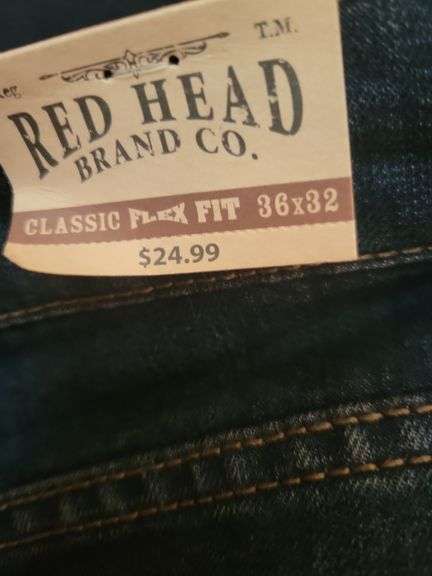 T.M.
RED HEAD
BRAND CO.
CLASSIC FLEX FIT 36x32
$24.99